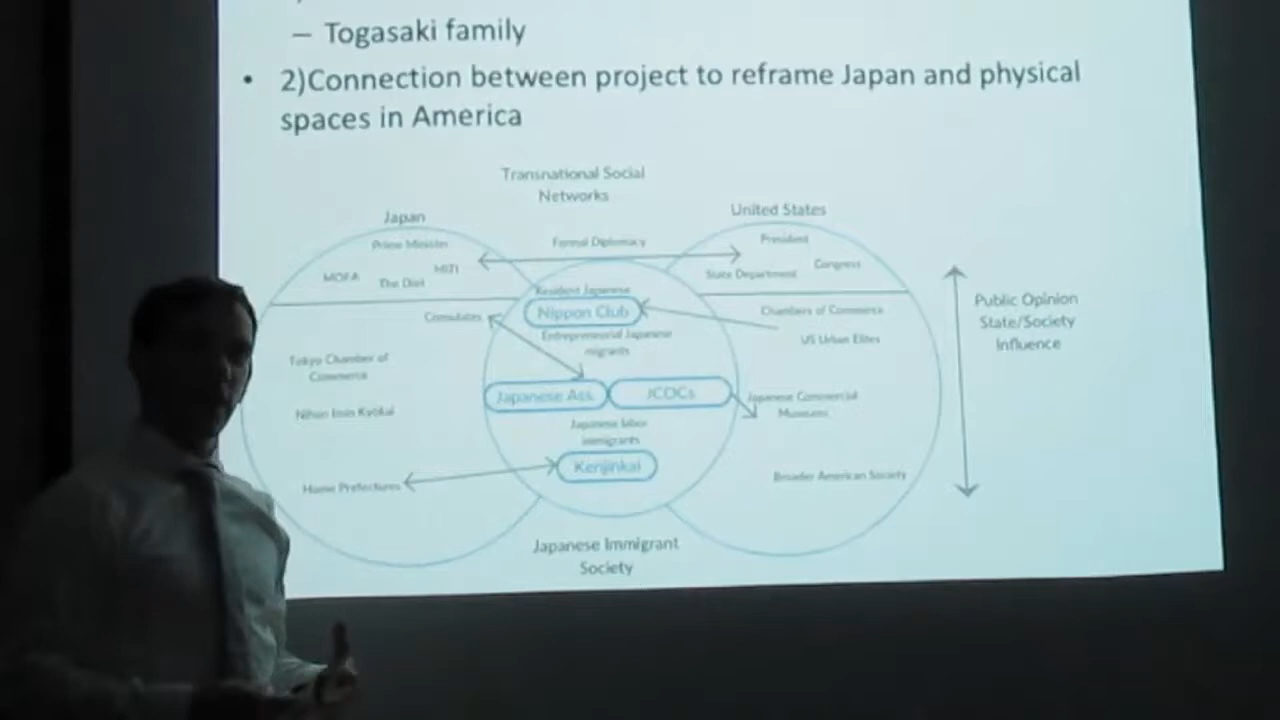 – Togasaki family
• 2)Connection between project to reframe Japan and physical
spaces in America
Transnational Social
Networks
Japan
United States
Prime Minister
Formal Diplomacy
President
MOFA
The Diet
MITI
State Department
Congress
Resident Japanese
Nippon Club
Consulates
Chambers of Commerce
Entrepreneurial Japanese
migrants
US Urban Elites
Public Opinion
State/Society
Influence
Tokyo Chamber of
Commerce
Japanese Ass.
JCOCs
Japanese Commercial
Museums
Nihon Jissen Kyokai
Japanese labor
immigrants
Kenjinkai
Home Prefectures
Broader American Society
Japanese Immigrant
Society